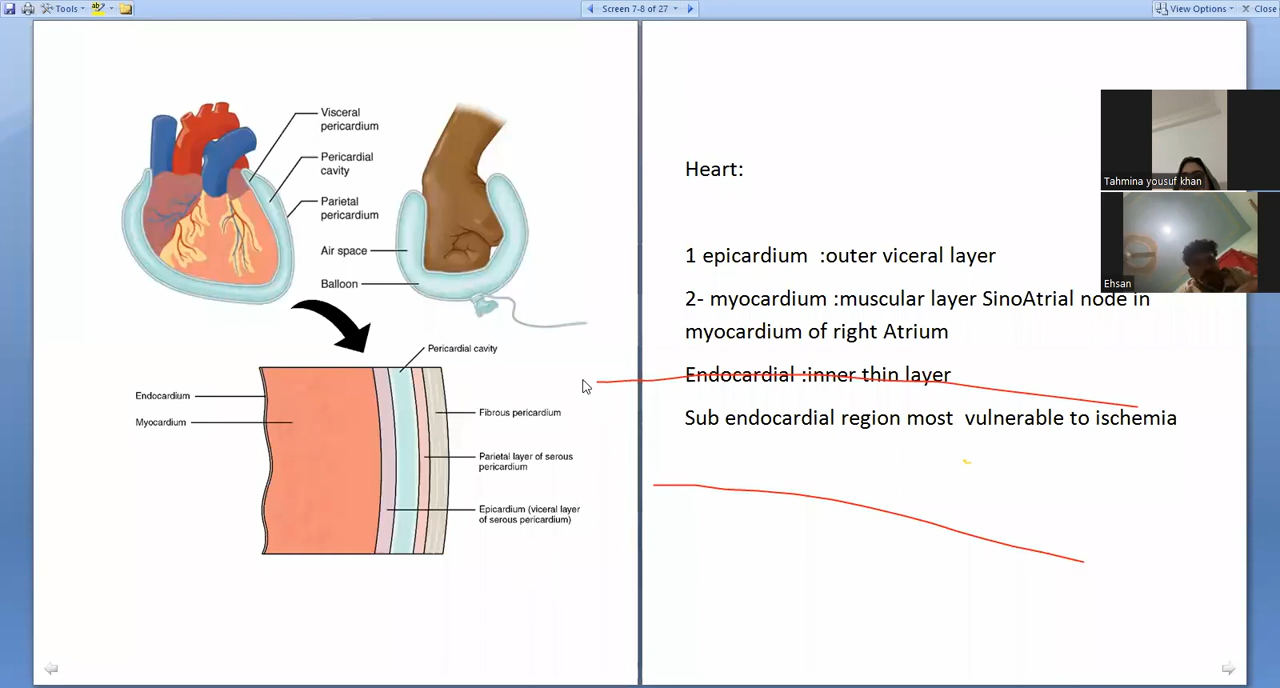 Tools
Screen 7-8 of 27
View Options
Close
Visceral
pericardium
Pericardial
cavity
Parietal
pericardium
Air space
Balloon
Pericardial cavity
Endocardium
Myocardium
Fibrous pericardium
Parietal layer of serous
pericardium
Epicardium (viceral layer
of serous pericardium)
Heart:
1 epicardium :outer viceral layer
2- myocardium :muscular layer SinoAtrial node in
myocardium of right Atrium
Endocardial :inner thin layer
Sub endocardial region most vulnerable to ischemia
Tahmina yousuf khan
Ehsan